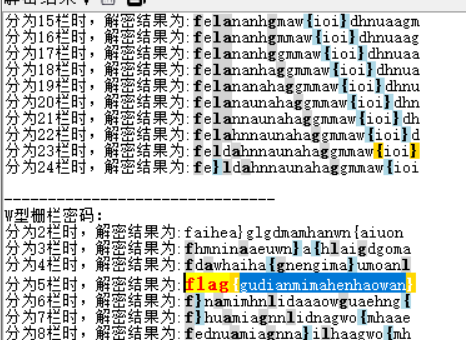 分为15栏时，解密结果为:felananhgmaw{ioi}dhnuaagm
分为16栏时，解密结果为:felananhgmmaw{ioi}dhnuaag
分为17栏时，解密结果为:felananhggmmaw{ioi}dhnuaa
分为18栏时，解密结果为:felananhaggmmaw{ioi}dhnua
分为19栏时，解密结果为:felananahaggmmaw{ioi}dhnu
分为20栏时，解密结果为:felanaunahaggmmaw{ioi}dhn
分为21栏时，解密结果为:felannaunahaggmmaw{ioi}dh
分为22栏时，解密结果为:felahnnaunahaggmmaw{ioi}d
分为23栏时，解密结果为:feldahnnaunahaggmmaw{ioi}
分为24栏时，解密结果为:fe}ldahnnaunahaggmmaw{ioi
-------------------------------
W型栅栏密码：
分为2栏时，解密结果为:faihea}glgdmamhanwn{aiuon
分为3栏时，解密结果为:fhmninaaeuwn}a{hlaigdgoma
分为4栏时，解密结果为:fdawhaiha{gnengima}umoanl
分为5栏时，解密结果为:flag{gudianmimahenhaowan}
分为6栏时，解密结果为:f}namimhnlidaaaowguaehng{
分为7栏时，解密结果为:f}huamiagnnlidnagwo{mhaae
分为8栏时，解密结果为:fednuamiagnna}ilhaagwo{mh